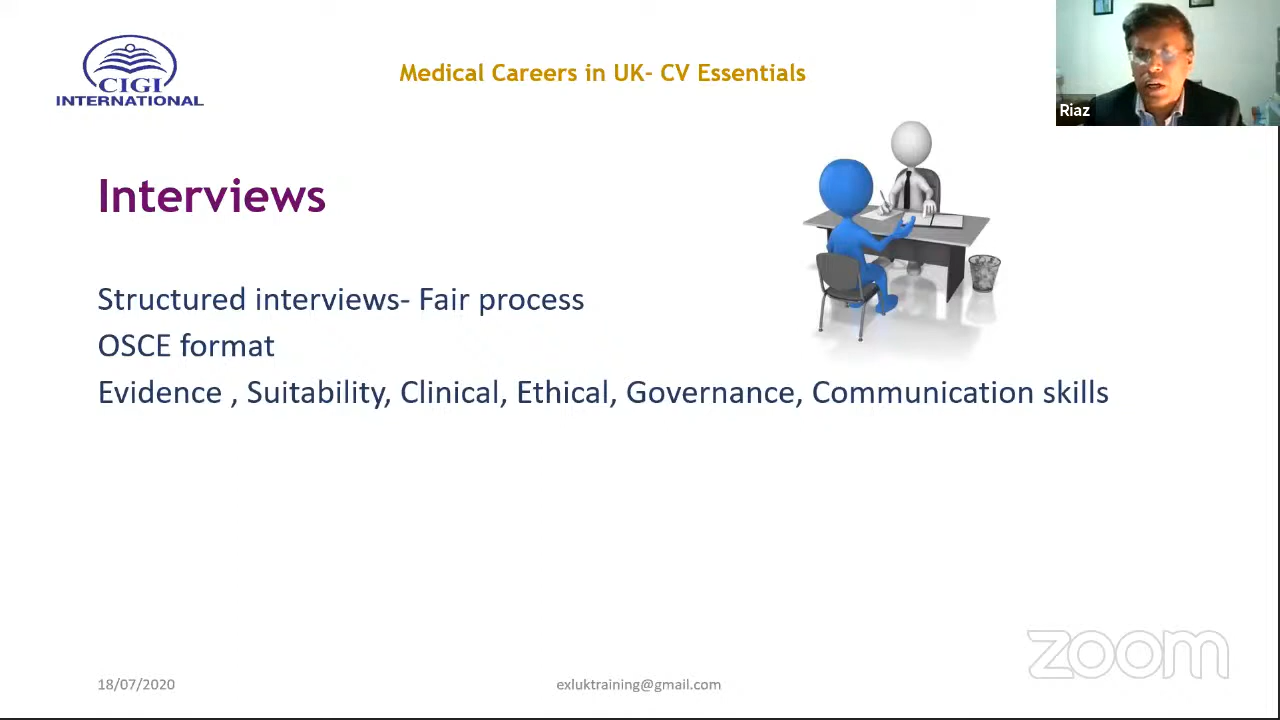 CIGI
INTERNATIONAL
Medical Careers in UK- CV Essentials
Riaz
Interviews
Structured interviews- Fair process
OSCE format
Evidence , Suitability, Clinical, Ethical, Governance, Communication skills
zoom
18/07/2020
exluktraining@gmail.com